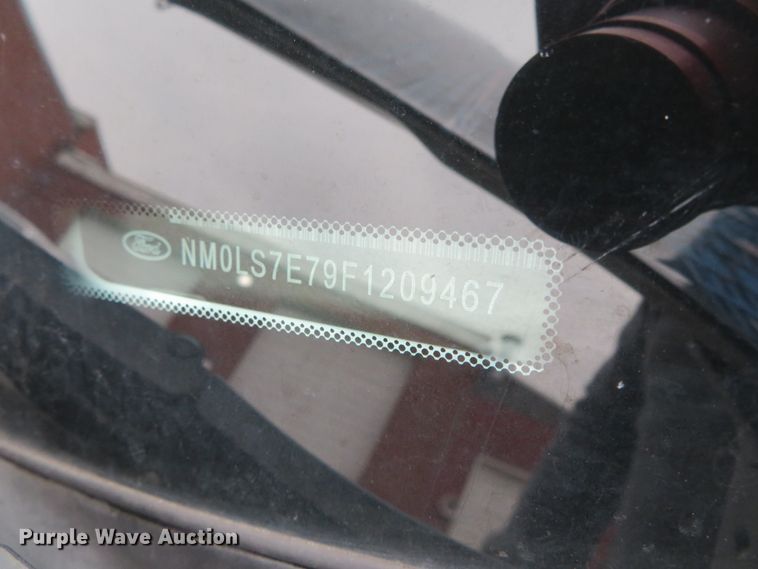 Ford NM0LS7E79F1209467
Purple Wave Auction